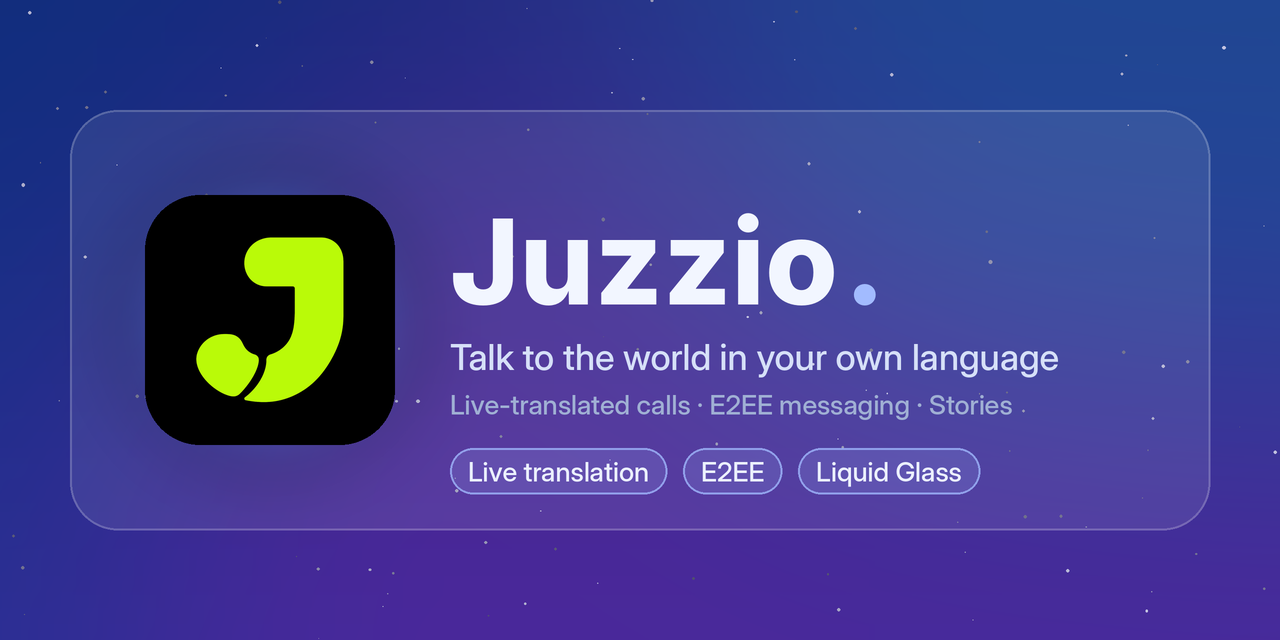 Juzzio.
Talk to the world in your own language
Live-translated calls · E2EE messaging · Stories
Live translation
E2EE
Liquid Glass